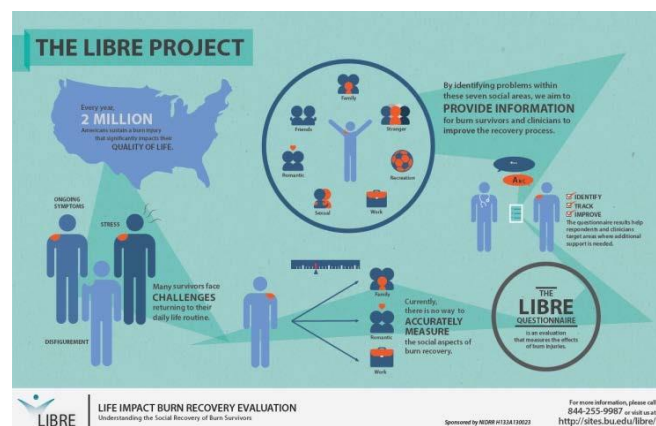 THE LIBRE PROJECT
Every year,
2 MILLION
Americans sustain a burn injury
that significantly impacts their
QUALITY OF LIFE.
Family
Friends
Stranger
Romantic
Recreation
Sexual
Work
By identifying problems within
these seven social areas, we aim to
PROVIDE INFORMATION
for burn survivors and clinicians to
improve the recovery process.
ABC
IDENTIFY
TRACK
IMPROVE
The questionnaire results help
respondents and clinicians
target areas where additional
support is needed.
ONGOING
SYMPTOMS
STRESS
DISFIGUREMENT
Many survivors face
CHALLENGES
returning to their
daily life routine.
Family
Romantic
Work
Currently,
there is no way to
ACCURATELY
MEASURE
the social aspects of
burn recovery.
THE
LIBRE
QUESTIONNAIRE
is an evaluation
that measures the effects
of burn injuries.
LIBRE
LIFE IMPACT BURN RECOVERY EVALUATION
Understanding the Social Recovery of Burn Survivors
Sponsored by NIDRR H133A130023
For more information, please call
844-255-9987 or visit us at
http://sites.bu.edu/libre/